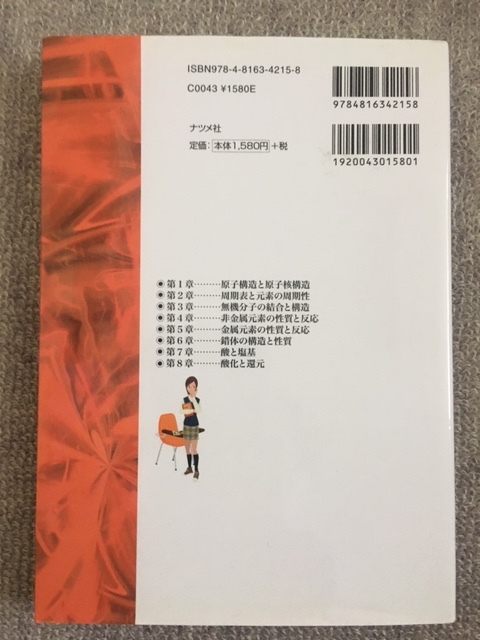 ISBN978-4-8163-4215-8
C0043 ¥1580E
9784816342158
ナツメ社
定価：本体1,580円+税
1920043015801
●第1章………原子構造と原子核構造
●第2章………周期表と元素の周期性
●第3章………無機分子の結合と構造
●第4章………非金属元素の性質と反応
●第5章………金属元素の性質と反応
●第6章………錯体の構造と性質
●第7章………酸と塩基
●第8章………酸化と還元